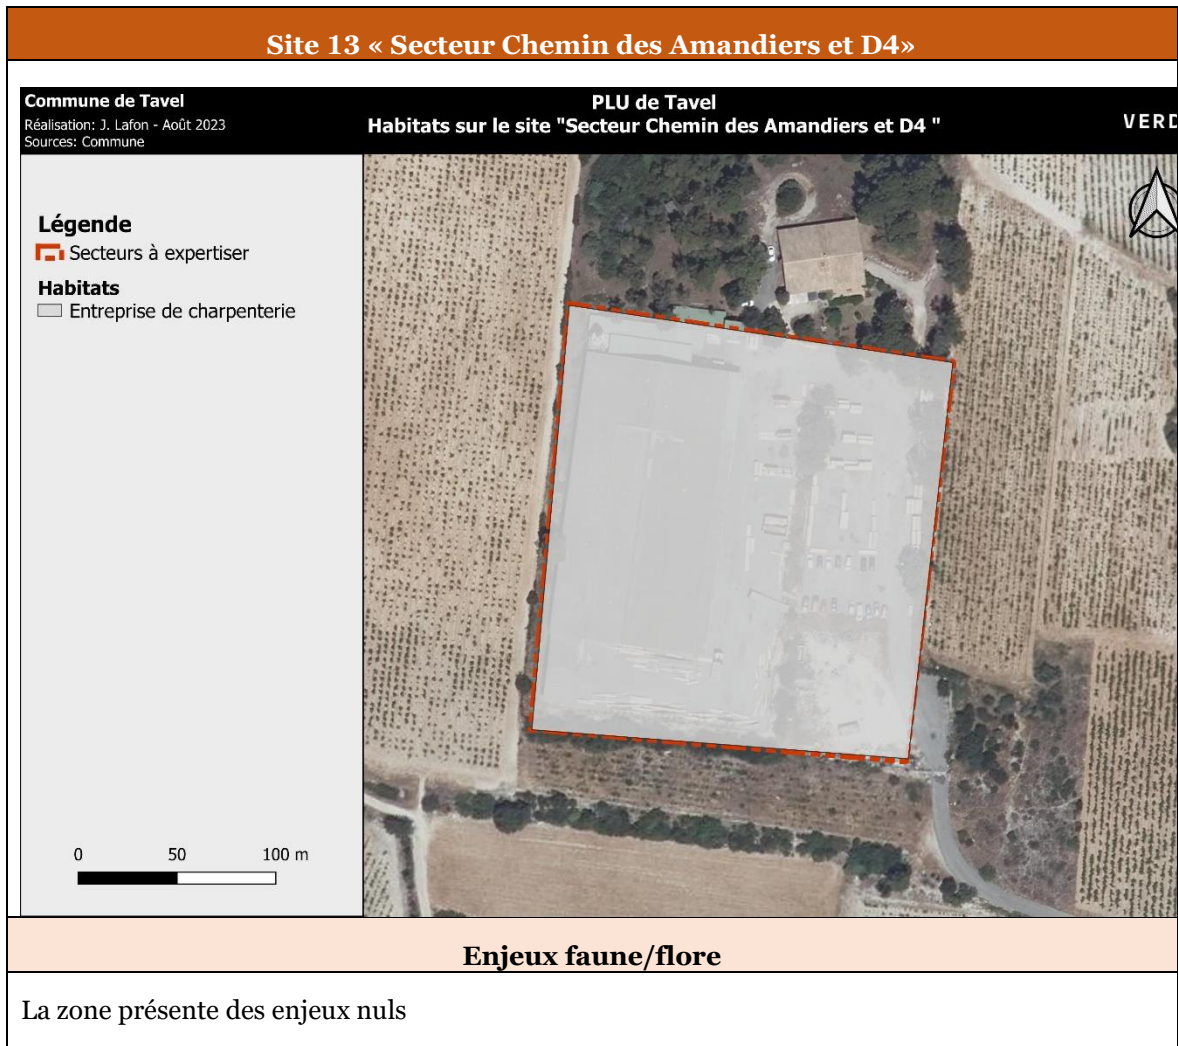 Site 13 « Secteur Chemin des Amandiers et D4»
Commune de Tavel
Réalisation: J. Lafon - Août 2023
Sources: Commune
PLU de Tavel
Habitats sur le site "Secteur Chemin des Amandiers et D4 "
VERD
Légende
Secteurs à expertiser
Habitats
Entreprise de charpenterie
0 50 100 m
Enjeux faune/flore
La zone présente des enjeux nuls